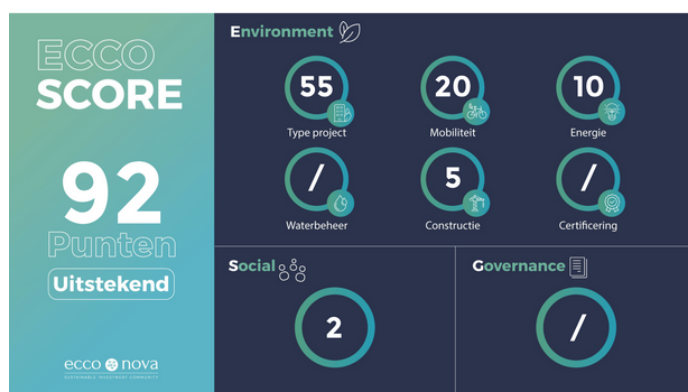 ECCO
SCORE
92
Punten
Uitstekend
ecco nova
SUSTAINABLE INVESTMENT COMMUNITY
Environment
55
20
10
Type project
Mobiliteit
Energie
/
5
/
Waterbeheer
Constructie
Certificering
Social
2
Governance
/